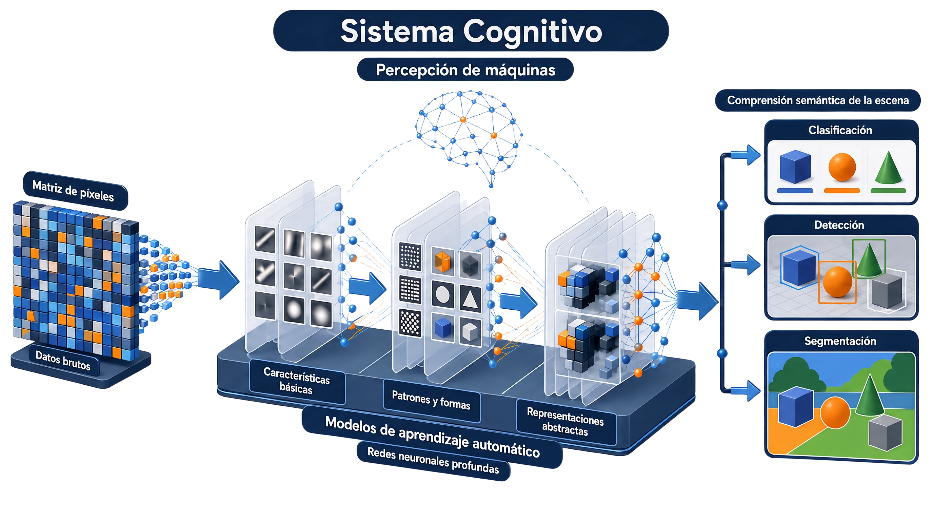 Sistema Cognitivo
Percepción de máquinas
Matriz de píxeles
Datos brutos
Características
básicas
Patrones y formas
Representaciones
abstractas
Modelos de aprendizaje automático
Redes neuronales profundas
Comprensión semántica de la escena
Clasificación
Detección
Segmentación